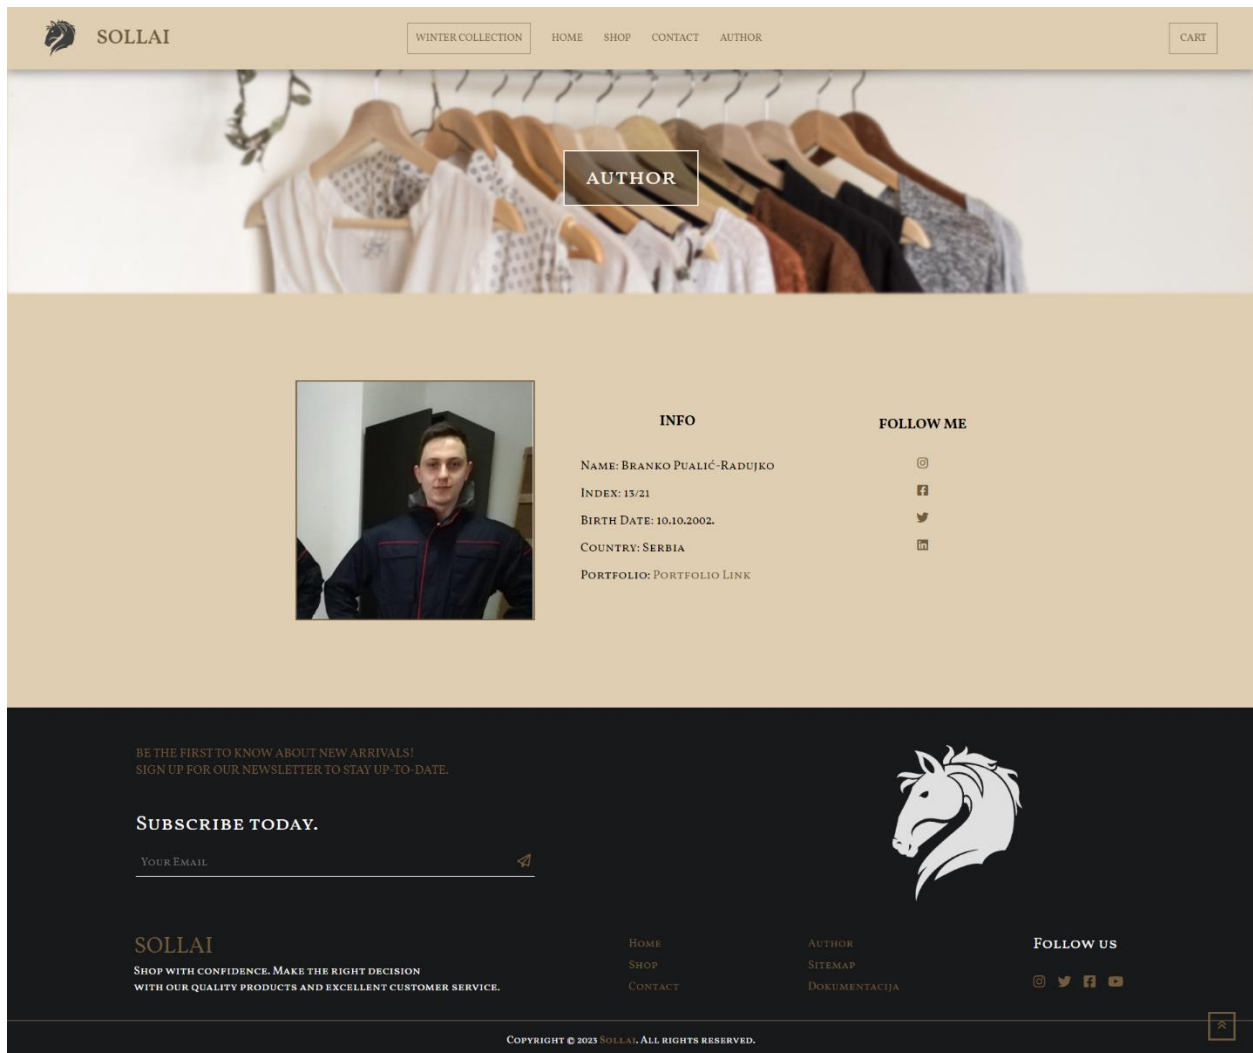 SOLLAI
WINTER COLLECTION
HOME
SHOP
CONTACT
AUTHOR
CART
AUTHOR
INFO
Name: Branko Pualić-Radujko
Index: 13/21
Birth Date: 10.10.2002.
Country: Serbia
Portfolio: Portfolio Link
FOLLOW ME
BE THE FIRST TO KNOW ABOUT NEW ARRIVALS!
SIGN UP FOR OUR NEWSLETTER TO STAY UP-TO-DATE.
Subscribe today.
Your Email
SOLLAI
Shop with confidence. Make the right decision
with our quality products and excellent customer service.
Home
Shop
Contact
Author
Sitemap
Dokumentacija
Follow us
Copyright © 2023 Sollai. All rights reserved.